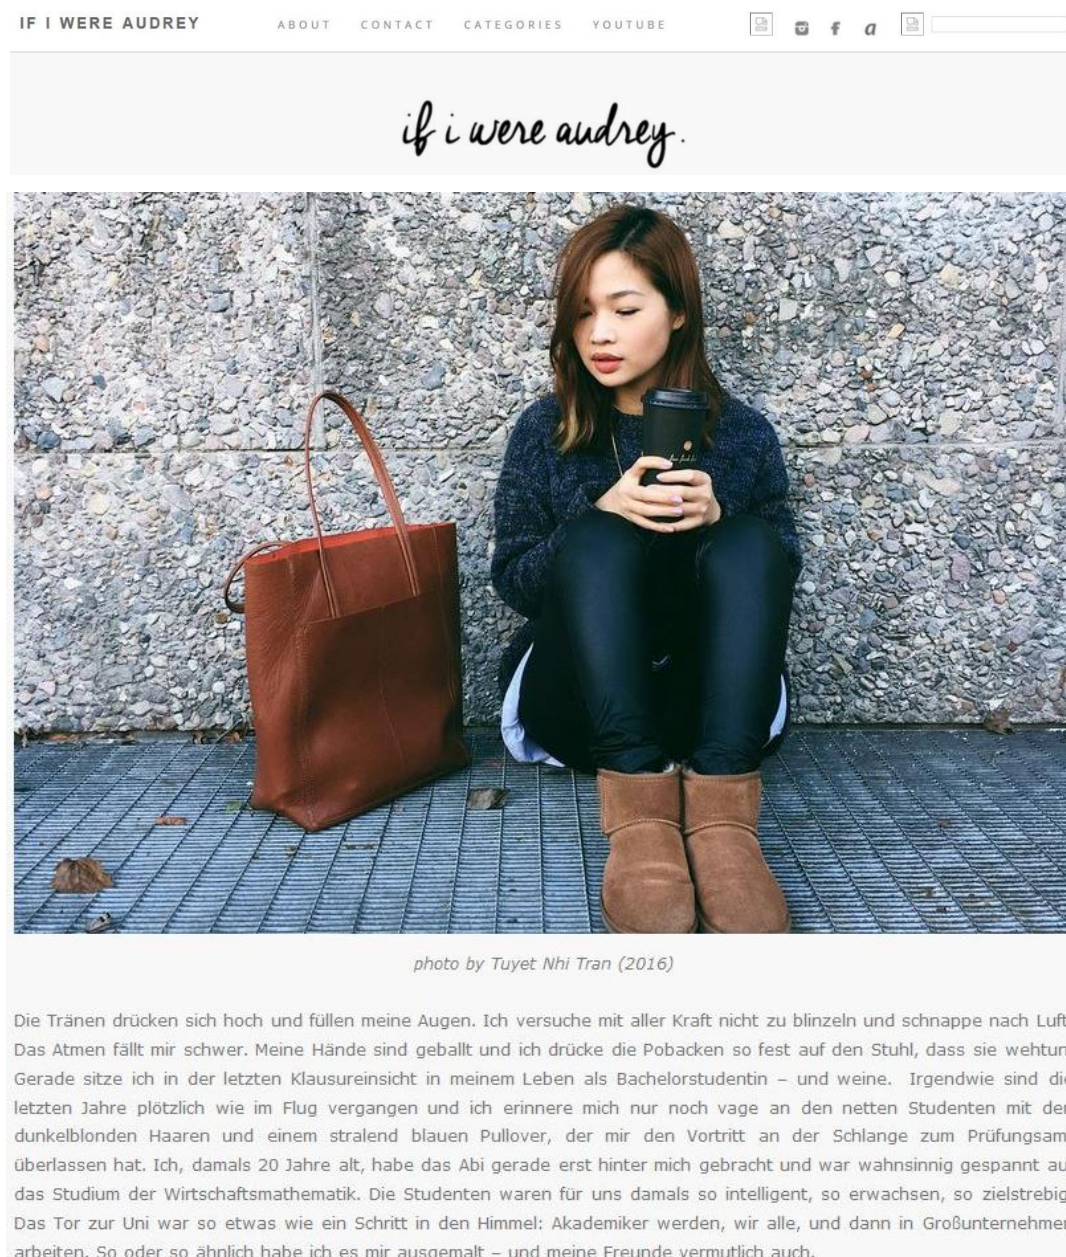 IF I WERE AUDREY ABOUT CONTACT CATEGORIES YOUTUBE
if i were audrey.
photo by Tuyet Nhi Tran (2016)
Die Tränen drücken sich hoch und füllen meine Augen. Ich versuche mit aller Kraft nicht zu blinzeln und schnappe nach Luft
Das Atmen fällt mir schwer. Meine Hände sind geballt und ich drücke die Pobacken so fest auf den Stuhl, dass sie wehtun
Gerade sitze ich in der letzten Klausureinsicht in meinem Leben als Bachelorstudentin – und weine. Irgendwie sind die
letzten Jahre plötzlich wie im Flug vergangen und ich erinnere mich nur noch vage an den netten Studenten mit den
dunkelblonden Haaren und einem stralend blauen Pullover, der mir den Vortritt an der Schlange zum Prüfungsam
überlassen hat. Ich, damals 20 Jahre alt, habe das Abi gerade erst hinter mich gebracht und war wahnsinnig gespannt au
das Studium der Wirtschaftsmathematik. Die Studenten waren für uns damals so intelligent, so erwachsen, so zielstrebig
Das Tor zur Uni war so etwas wie ein Schritt in den Himmel: Akademiker werden, wir alle, und dann in Großunternehmen
arbeiten. So oder so ähnlich habe ich es mir ausgemalt – und meine Freunde vermutlich auch.